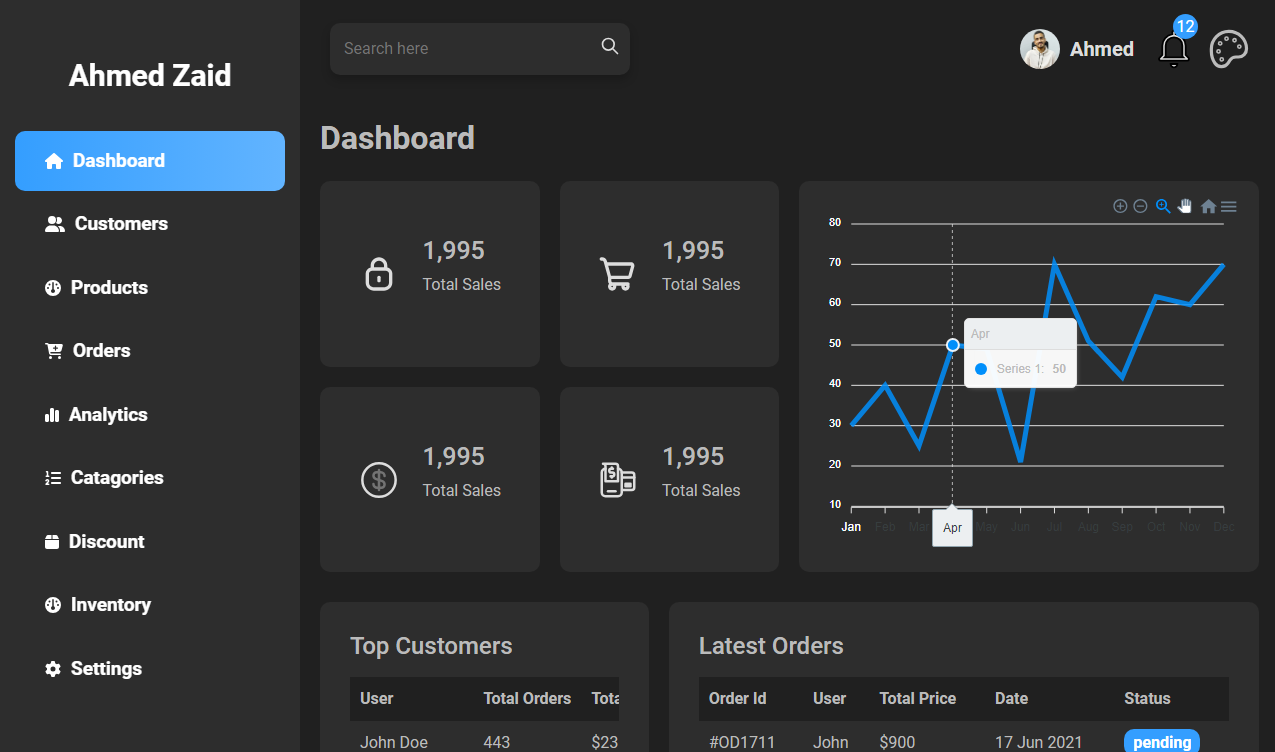 Ahmed Zaid
Dashboard
Customers
Products
Orders
Analytics
Catagories
Discount
Inventory
Settings
Search here
Ahmed
12
Dashboard
1,995
Total Sales
1,995
Total Sales
1,995
Total Sales
1,995
Total Sales
80
70
60
50
40
30
20
10
Apr
Series 1: 50
Jan Feb Mar Apr May Jun Jul Aug Sep Oct Nov Dec
Top Customers
User Total Orders Tota
John Doe 443 $23
Latest Orders
Order Id User Total Price Date Status
#OD1711 John $900 17 Jun 2021 pending